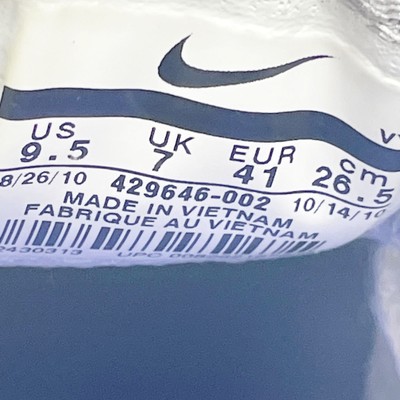 US UK EUR cm
9.5 7 41 26.5
8/26/10 429646-002 10/14/10
MADE IN VIETNAM
FABRIQUE AU VIETNAM
2430313 UPC